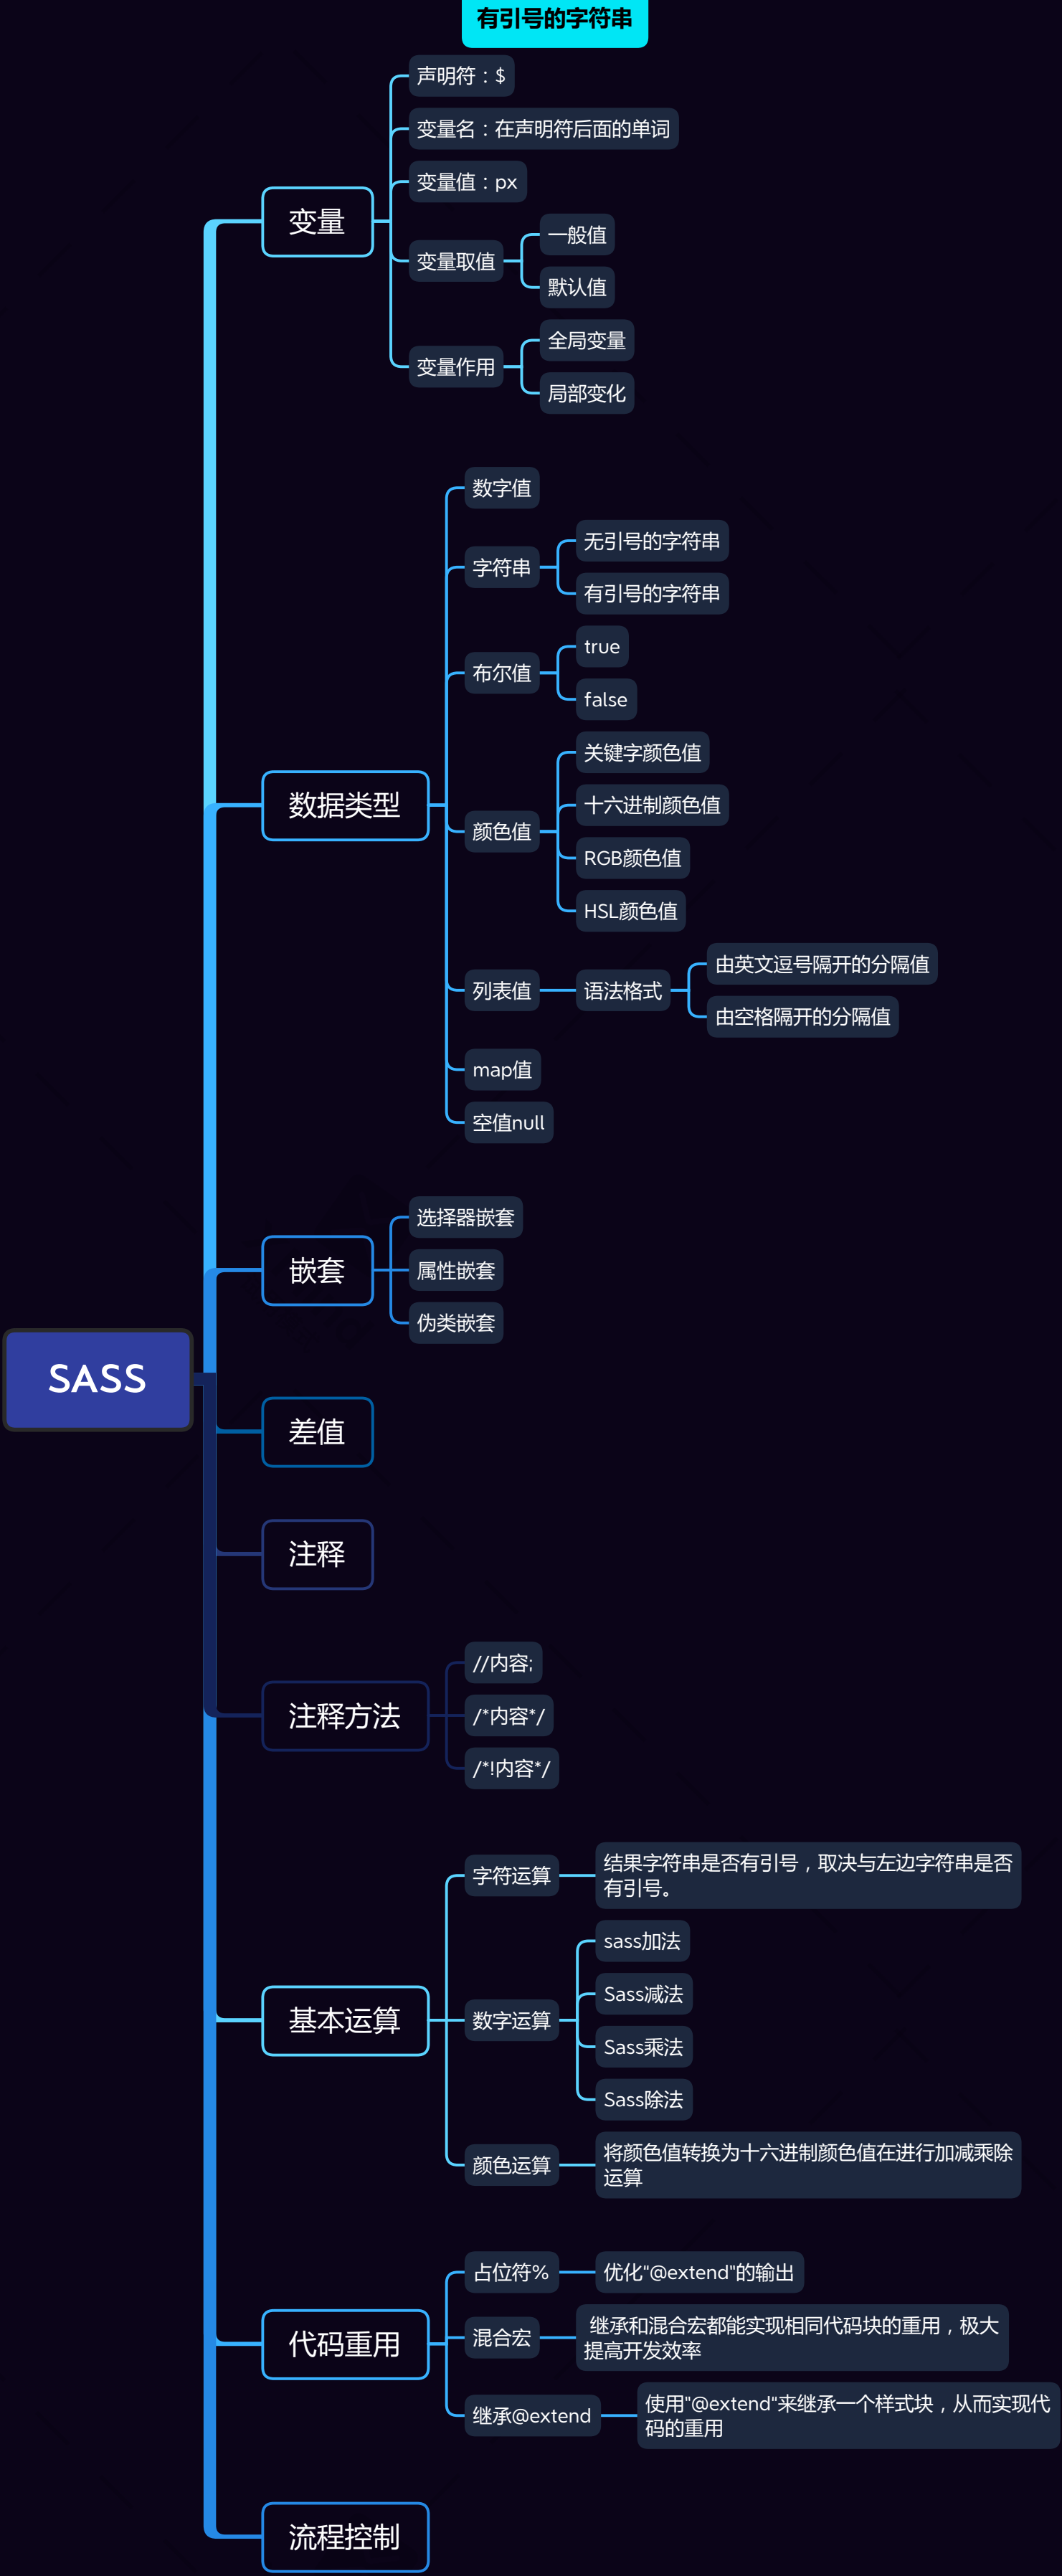 有引号的字符串
声明符：$
变量名：在声明符后面的单词
变量值：px
变量
变量取值
一般值
默认值
变量作用
全局变量
局部变化
数字值
字符串
无引号的字符串
有引号的字符串
布尔值
true
false
数据类型
颜色值
关键字颜色值
十六进制颜色值
RGB颜色值
HSL颜色值
列表值
语法格式
由英文逗号隔开的分隔值
由空格隔开的分隔值
map值
空值null
嵌套
选择器嵌套
属性嵌套
伪类嵌套
SASS
差值
注释
注释方法
//内容;
/*内容*/
/*!内容*/
基本运算
字符运算
结果字符串是否有引号，取决与左边字符串是否
有引号。
数字运算
sass加法
Sass减法
Sass乘法
Sass除法
颜色运算
将颜色值转换为十六进制颜色值在进行加减乘除
运算
代码重用
占位符%
优化"@extend"的输出
混合宏
继承和混合宏都能实现相同代码块的重用，极大
提高开发效率
继承@extend
使用"@extend“来继承一个样式块，从而实现代
码的重用
流程控制